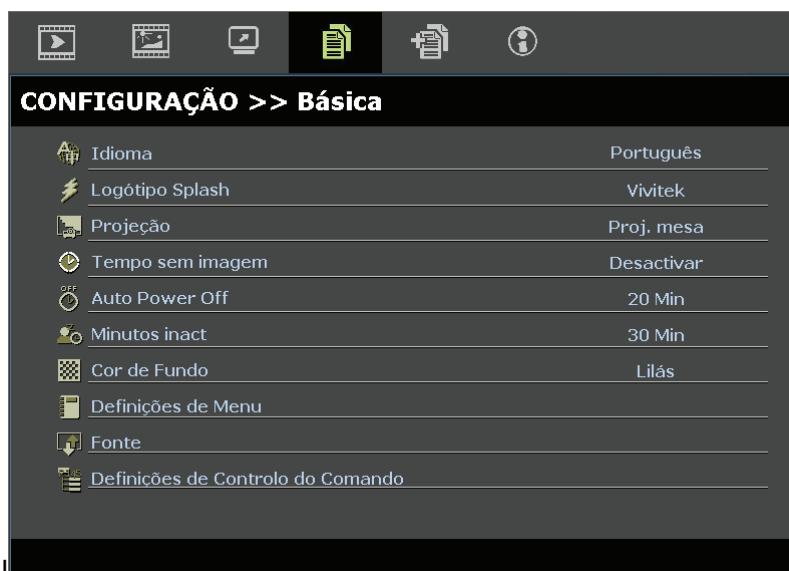 CONFIGURAÇÃO >> Básica
Idioma Português
Logótipo Splash Vivitek
Projeção Proj. mesa
Tempo sem imagem Desactivar
OFF Auto Power Off 20 Min
Minutos inact 30 Min
Cor de Fundo Lilás
Definições de Menu
Fonte
Definições de Controlo do Comando